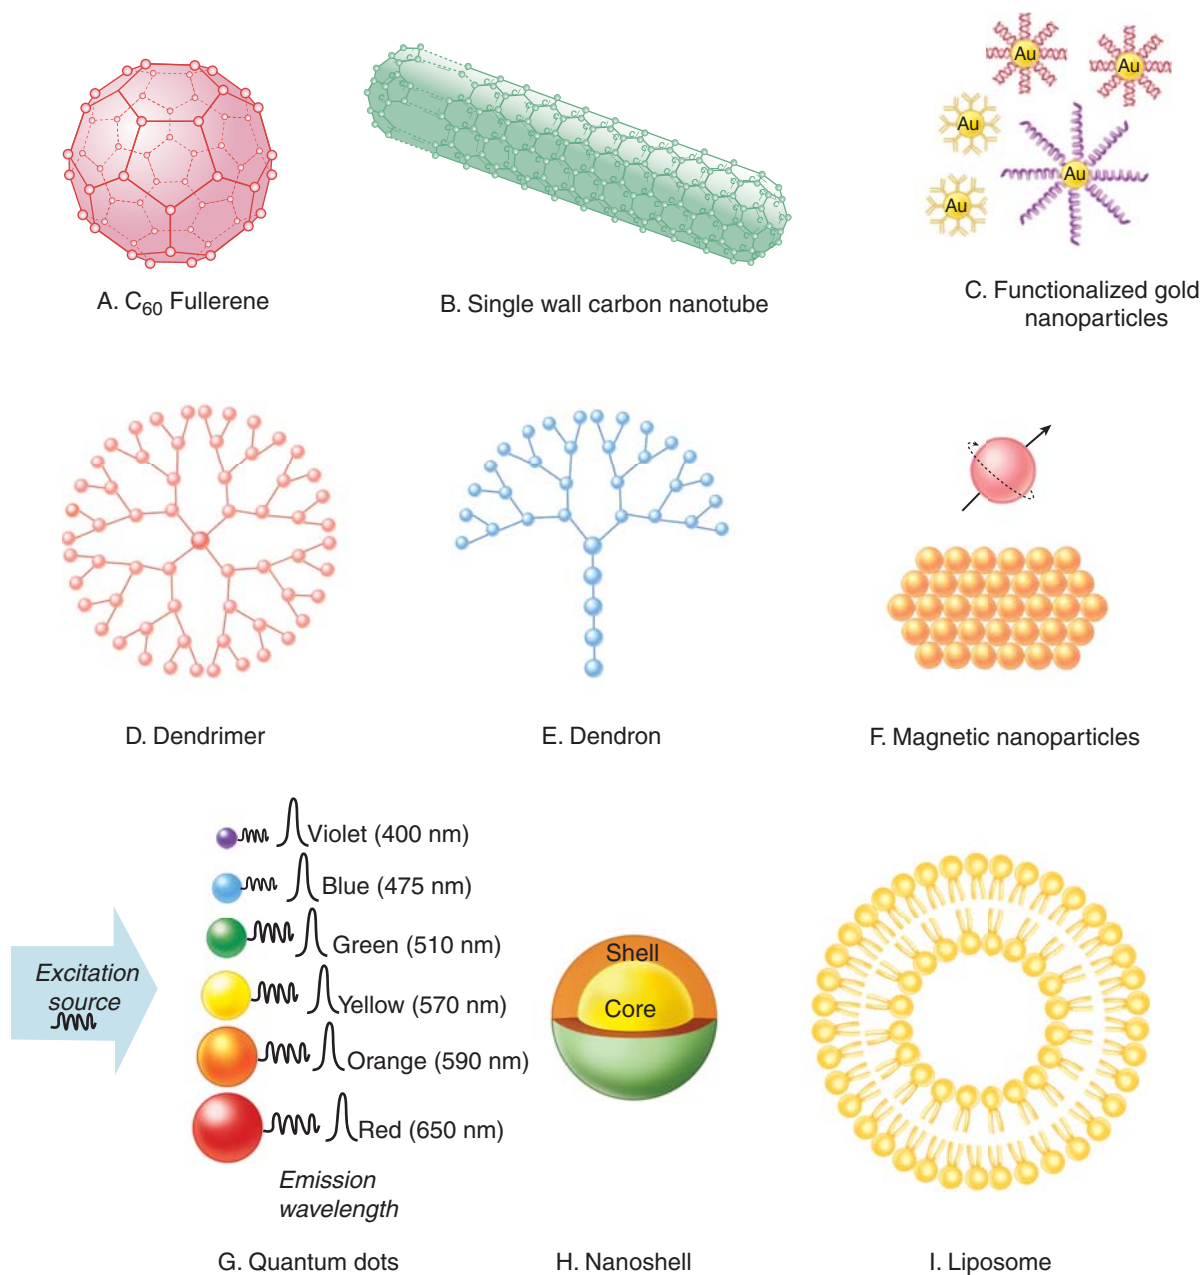 Au
Au
Au
Au
Au
A. C₆₀ Fullerene
B. Single wall carbon nanotube
C. Functionalized gold
nanoparticles
D. Dendrimer
E. Dendron
F. Magnetic nanoparticles
Excitation
source
Violet (400 nm)
Blue (475 nm)
Green (510 nm)
Yellow (570 nm)
Orange (590 nm)
Red (650 nm)
Emission
wavelength
Shell
Core
G. Quantum dots
H. Nanoshell
I. Liposome